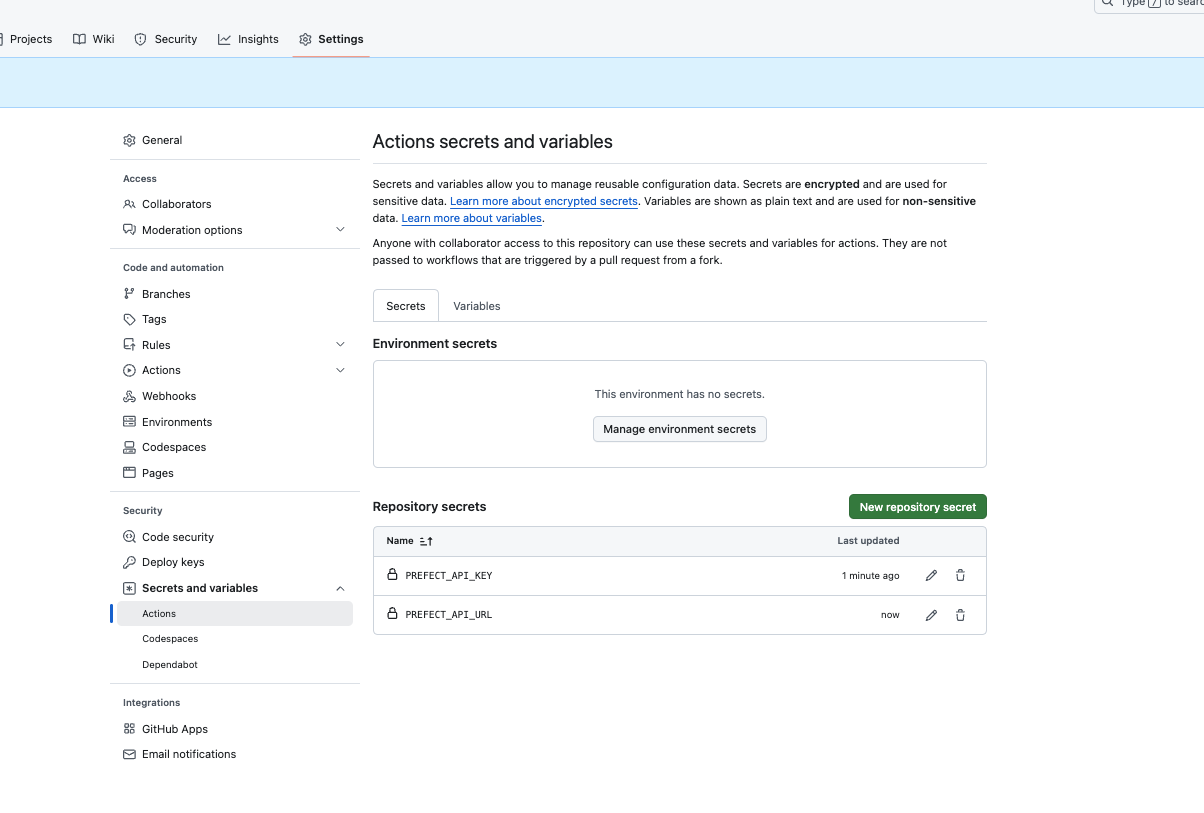 Type / to sear
Projects
Wiki
Security
Insights
Settings
General
Access
Collaborators
Moderation options
Code and automation
Branches
Tags
Rules
Actions
Webhooks
Environments
Codespaces
Pages
Security
Code security
Deploy keys
Secrets and variables
Actions
Codespaces
Dependabot
Integrations
GitHub Apps
Email notifications
Actions secrets and variables
Secrets and variables allow you to manage reusable configuration data. Secrets are encrypted and are used for
sensitive data. Learn more about encrypted secrets. Variables are shown as plain text and are used for non-sensitive
data. Learn more about variables.
Anyone with collaborator access to this repository can use these secrets and variables for actions. They are not
passed to workflows that are triggered by a pull request from a fork.
Secrets
Variables
Environment secrets
This environment has no secrets.
Manage environment secrets
Repository secrets
New repository secret
Name
Last updated
PREFECT_API_KEY
1 minute ago
PREFECT_API_URL
now